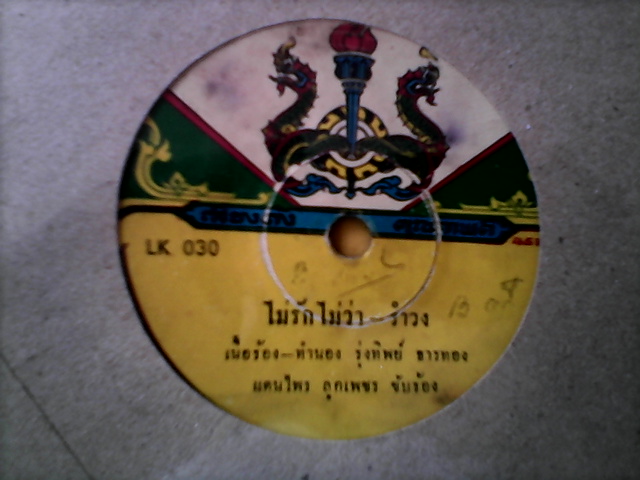 LK 030
ไม่รักไม่ว่า - รำวง
เนื้อร้อง - ทำนอง รุ่งทิพย์ ธารทอง
แดนไพร ลูกเพชร ขับร้อง